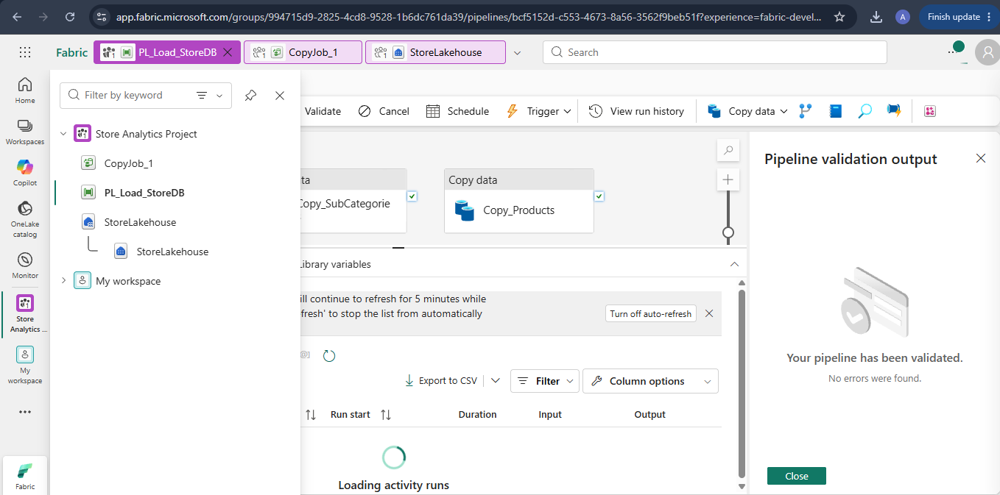 app.fabric.microsoft.com/groups/994715d9-2825-4cd8-9528-1b6dc761da39/pipelines/bcf5152d-c553-4673-8a56-3562f9beb51f?experience=fabric-devel...
A
Finish update
Fabric
1
PL_Load_StoreDB
1
CopyJob_1
1
StoreLakehouse
Search
Home
Workspaces
Copilot
OneLake
catalog
Monitor
Store
Analytics ...
My
workspace
Fabric
Filter by keyword
Store Analytics Project
CopyJob_1
PL_Load_StoreDB
StoreLakehouse
StoreLakehouse
My workspace
Validate
Cancel
Schedule
Trigger
View run history
Copy data
ta
Copy_SubCategorie
Copy data
Copy_Products
Library variables
ill continue to refresh for 5 minutes while
fresh' to stop the list from automatically
Turn off auto-refresh
Export to CSV
Filter
Column options
Run start
Duration
Input
Output
Loading activity runs
Pipeline validation output
Your pipeline has been validated.
No errors were found.
Close